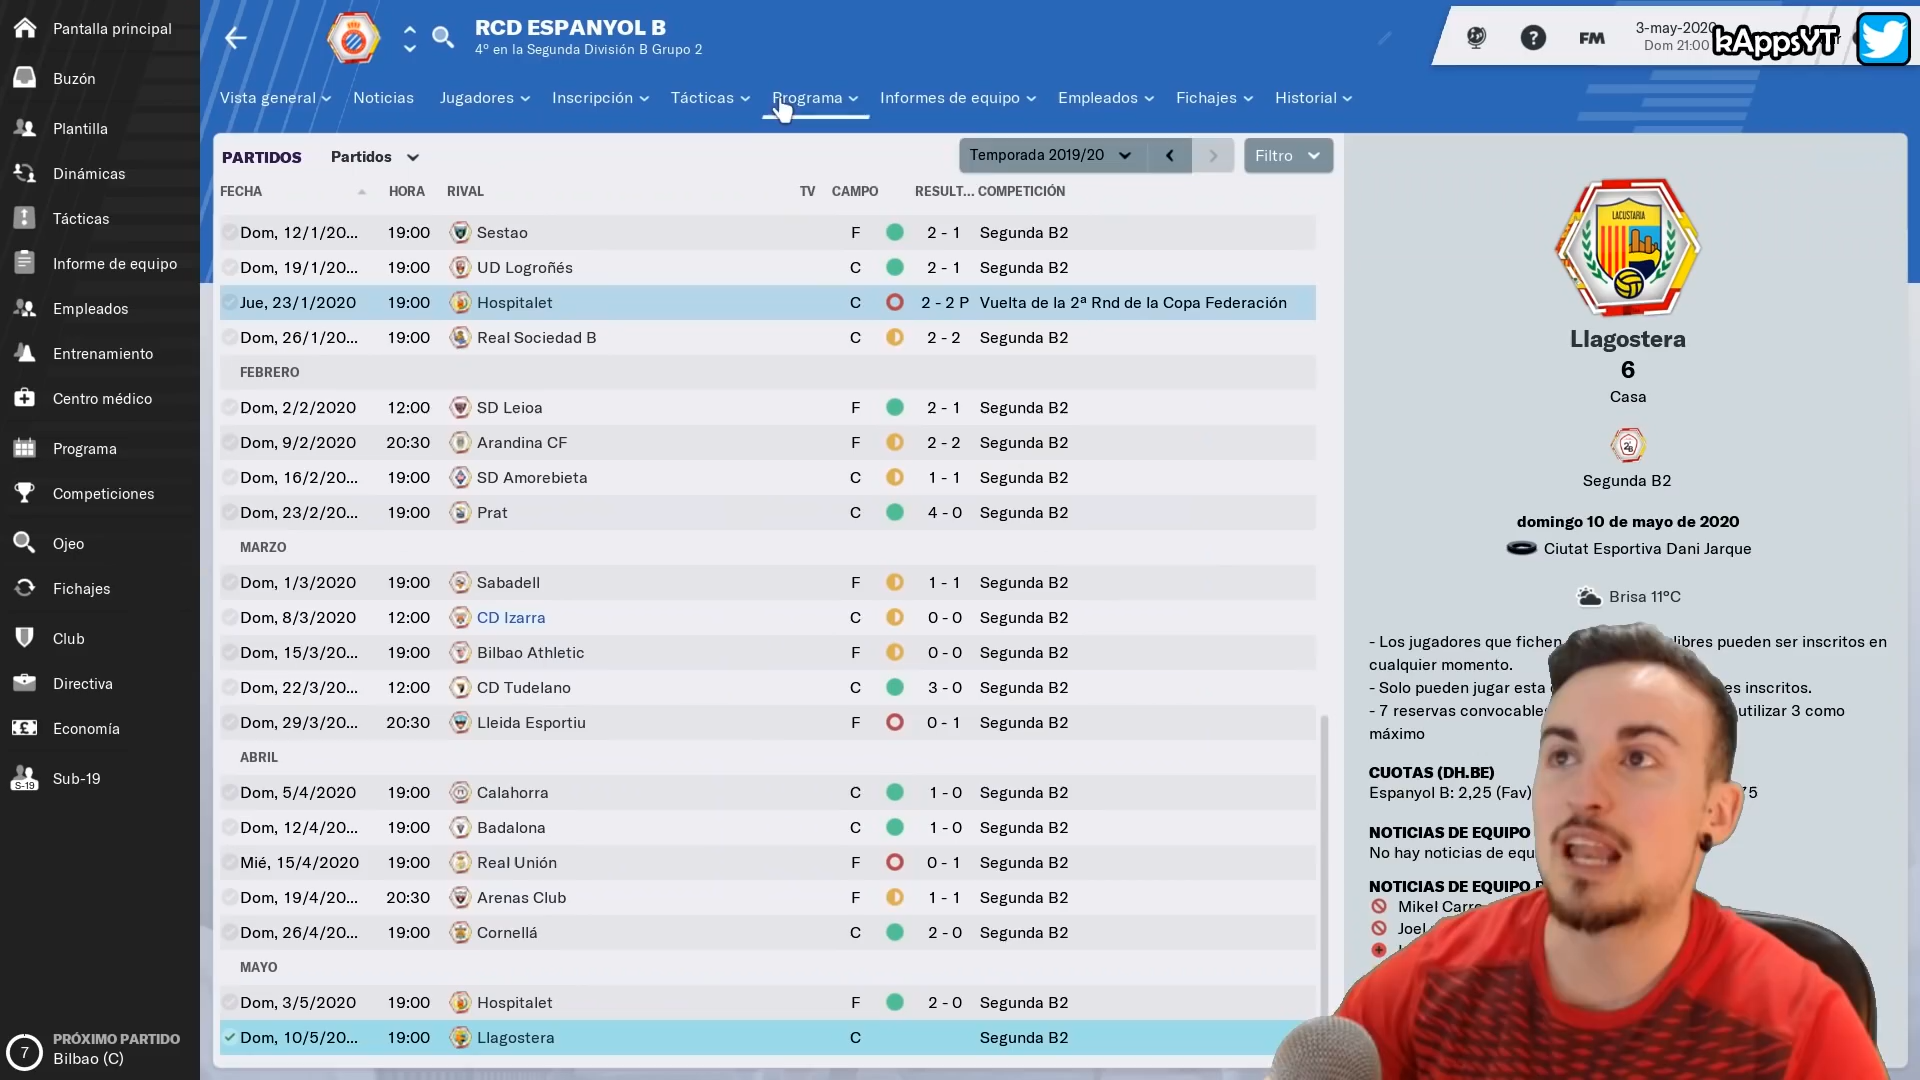 Pantalla principal
Buzón
Plantilla
Dinámicas
Tácticas
Informe de equipo
Empleados
Entrenamiento
Centro médico
Programa
Competiciones
Ojeo
Fichajes
Club
Directiva
Economía
S-19
Sub-19
7
PRÓXIMO PARTIDO
Bilbao (C)
RCD ESPANYOL B
4º en la Segunda División B Grupo 2
FM
3-may-2020
Dom 21:00
kAppsYT
Vista general
Noticias
Jugadores
Inscripción
Tácticas
Programa
Informes de equipo
Empleados
Fichajes
Historial
PARTIDOS
Partidos
Temporada 2019/20
Filtro
FECHA HORA RIVAL TV CAMPO RESULT... COMPETICIÓN
Dom, 12/1/20... 19:00 Sestao F 2 - 1 Segunda B2
Dom, 19/1/20... 19:00 UD Logroñés C 2 - 1 Segunda B2
Jue, 23/1/2020 19:00 Hospitalet C 2 - 2 P Vuelta de la 2ª Rnd de la Copa Federación
Dom, 26/1/20... 19:00 Real Sociedad B C 2 - 2 Segunda B2
FEBRERO
Dom, 2/2/2020 12:00 SD Leioa F 2 - 1 Segunda B2
Dom, 9/2/2020 20:30 Arandina CF F 2 - 2 Segunda B2
Dom, 16/2/20... 19:00 SD Amorebieta C 1 - 1 Segunda B2
Dom, 23/2/20... 19:00 Prat C 4 - 0 Segunda B2
MARZO
Dom, 1/3/2020 19:00 Sabadell F 1 - 1 Segunda B2
Dom, 8/3/2020 12:00 CD Izarra C 0 - 0 Segunda B2
Dom, 15/3/20... 19:00 Bilbao Athletic F 0 - 0 Segunda B2
Dom, 22/3/20... 12:00 CD Tudelano C 3 - 0 Segunda B2
Dom, 29/3/20... 20:30 Lleida Esportiu F 0 - 1 Segunda B2
ABRIL
Dom, 5/4/2020 19:00 Calahorra C 1 - 0 Segunda B2
Dom, 12/4/20... 19:00 Badalona C 1 - 0 Segunda B2
Mié, 15/4/2020 19:00 Real Unión F 0 - 1 Segunda B2
Dom, 19/4/20... 20:30 Arenas Club F 1 - 1 Segunda B2
Dom, 26/4/20... 19:00 Cornellá C 2 - 0 Segunda B2
MAYO
Dom, 3/5/2020 19:00 Hospitalet F 2 - 0 Segunda B2
Dom, 10/5/20... 19:00 Llagostera C Segunda B2
LACUSTARIA
Llagostera
6
Casa
Segunda B2
domingo 10 de mayo de 2020
Ciutat Esportiva Dani Jarque
Brisa 11°C
- Los jugadores que fichen libres pueden ser inscritos en
cualquier momento.
- Solo pueden jugar esta inscritos.
- 7 reservas utilizar 3 como
máximo
CUOTAS (DH.BE)
Espanyol B: 2,25 (Fav)
NOTICIAS DE EQUIPO
No hay noticias de
NOTICIAS DE EQUIPO
Mikel
Joel